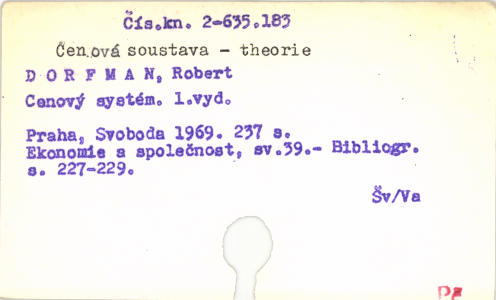 Čís.kn. 2-635.183
Cenová soustava - theorie
D O R F M A N, Robert
Cenový systém. 1.vyd.
Praha, Svoboda 1969. 237 s.
Ekonomie a společnost, sv.39.- Bibliogr.
s. 227-229.
Šv/Va